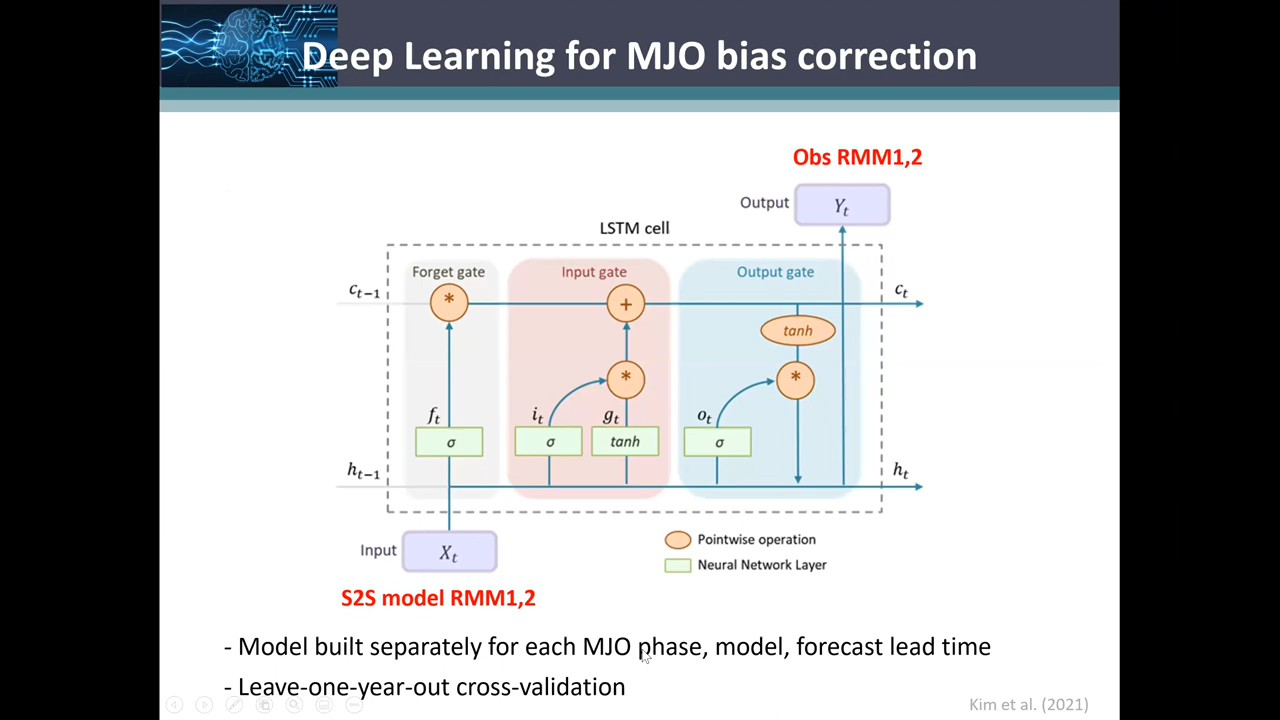 Deep Learning for MJO bias correction
Obs RMM1,2
Output
Yₜ
LSTM cell
Forget gate
Input gate
Output gate
cₜ₋₁
*
+
cₜ
tanh
*
*
fₜ
iₜ
gₜ
oₜ
σ
σ
tanh
σ
hₜ₋₁
hₜ
Input
Xₜ
Pointwise operation
Neural Network Layer
S2S model RMM1,2
- Model built separately for each MJO phase, model, forecast lead time
- Leave-one-year-out cross-validation
Kim et al. (2021)